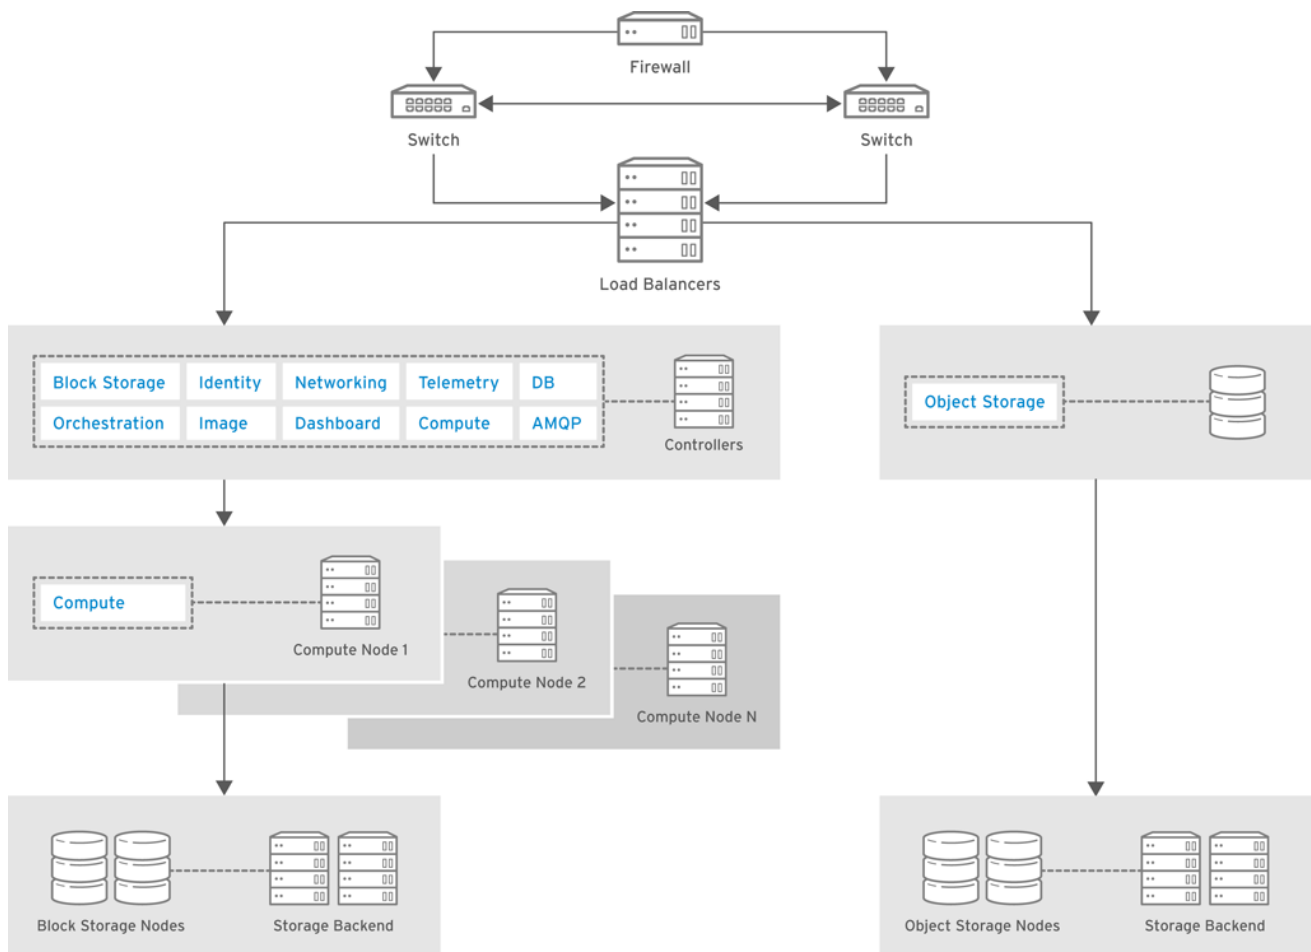 Firewall
Switch
Switch
Load Balancers
Block Storage
Identity
Networking
Telemetry
DB
Orchestration
Image
Dashboard
Compute
AMQP
Controllers
Object Storage
Compute
Compute Node 1
Compute Node 2
Compute Node N
Block Storage Nodes
Storage Backend
Object Storage Nodes
Storage Backend